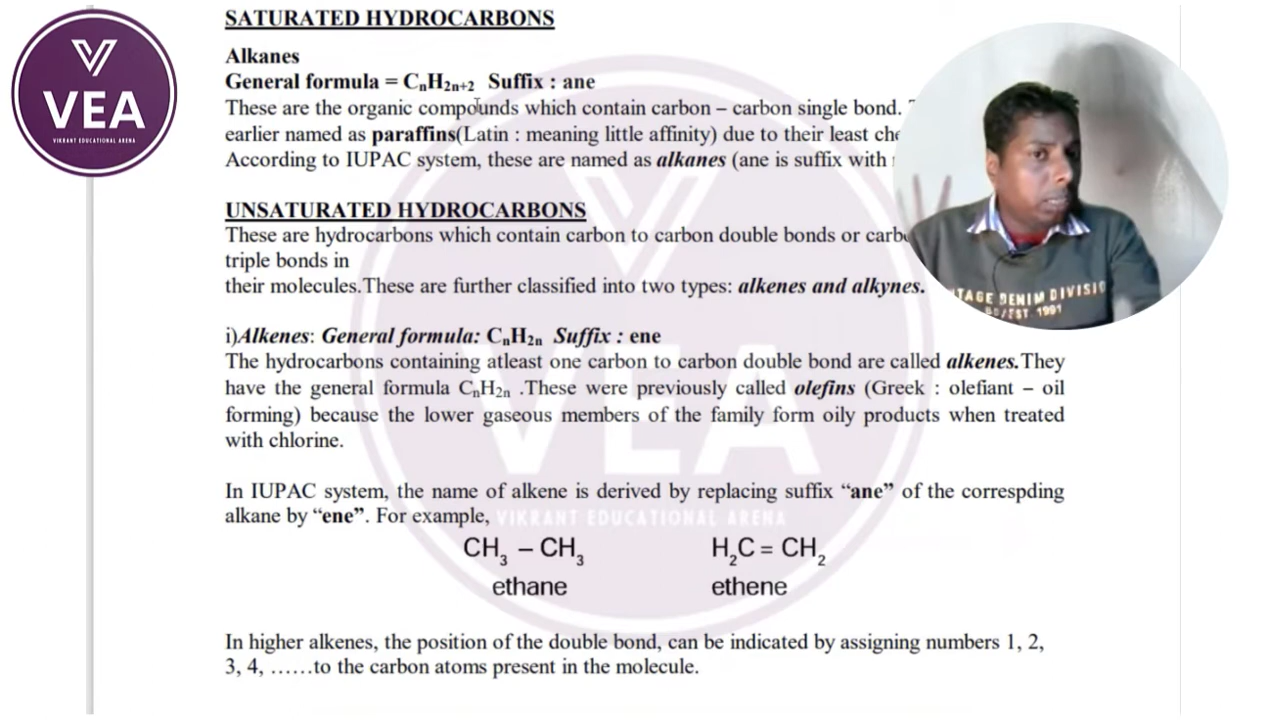 VEA
VIKRANT EDUCATIONAL ARENA
SATURATED HYDROCARBONS
Alkanes
General formula = CₙH₂ₙ₊₂ Suffix : ane
These are the organic compounds which contain carbon – carbon single bond.
earlier named as paraffins(Latin : meaning little affinity) due to their least
According to IUPAC system, these are named as alkanes (ane is suffix with
UNSATURATED HYDROCARBONS
These are hydrocarbons which contain carbon to carbon double bonds or
triple bonds in
their molecules.These are further classified into two types: alkenes and alkynes.
i)Alkenes: General formula: CₙH₂ₙ Suffix : ene
The hydrocarbons containing atleast one carbon to carbon double bond are called alkenes.They
have the general formula CₙH₂ₙ .These were previously called olefins (Greek : olefiant – oil
forming) because the lower gaseous members of the family form oily products when treated
with chlorine.
In IUPAC system, the name of alkene is derived by replacing suffix “ane” of the correspding
alkane by “ene”. For example,
VEA
VIKRANT EDUCATIONAL ARENA
CH₃ – CH₃ H₂C = CH₂
ethane ethene
In higher alkenes, the position of the double bond, can be indicated by assigning numbers 1, 2,
3, 4, ……to the carbon atoms present in the molecule.
DENIM DIVISIO
EST 1991